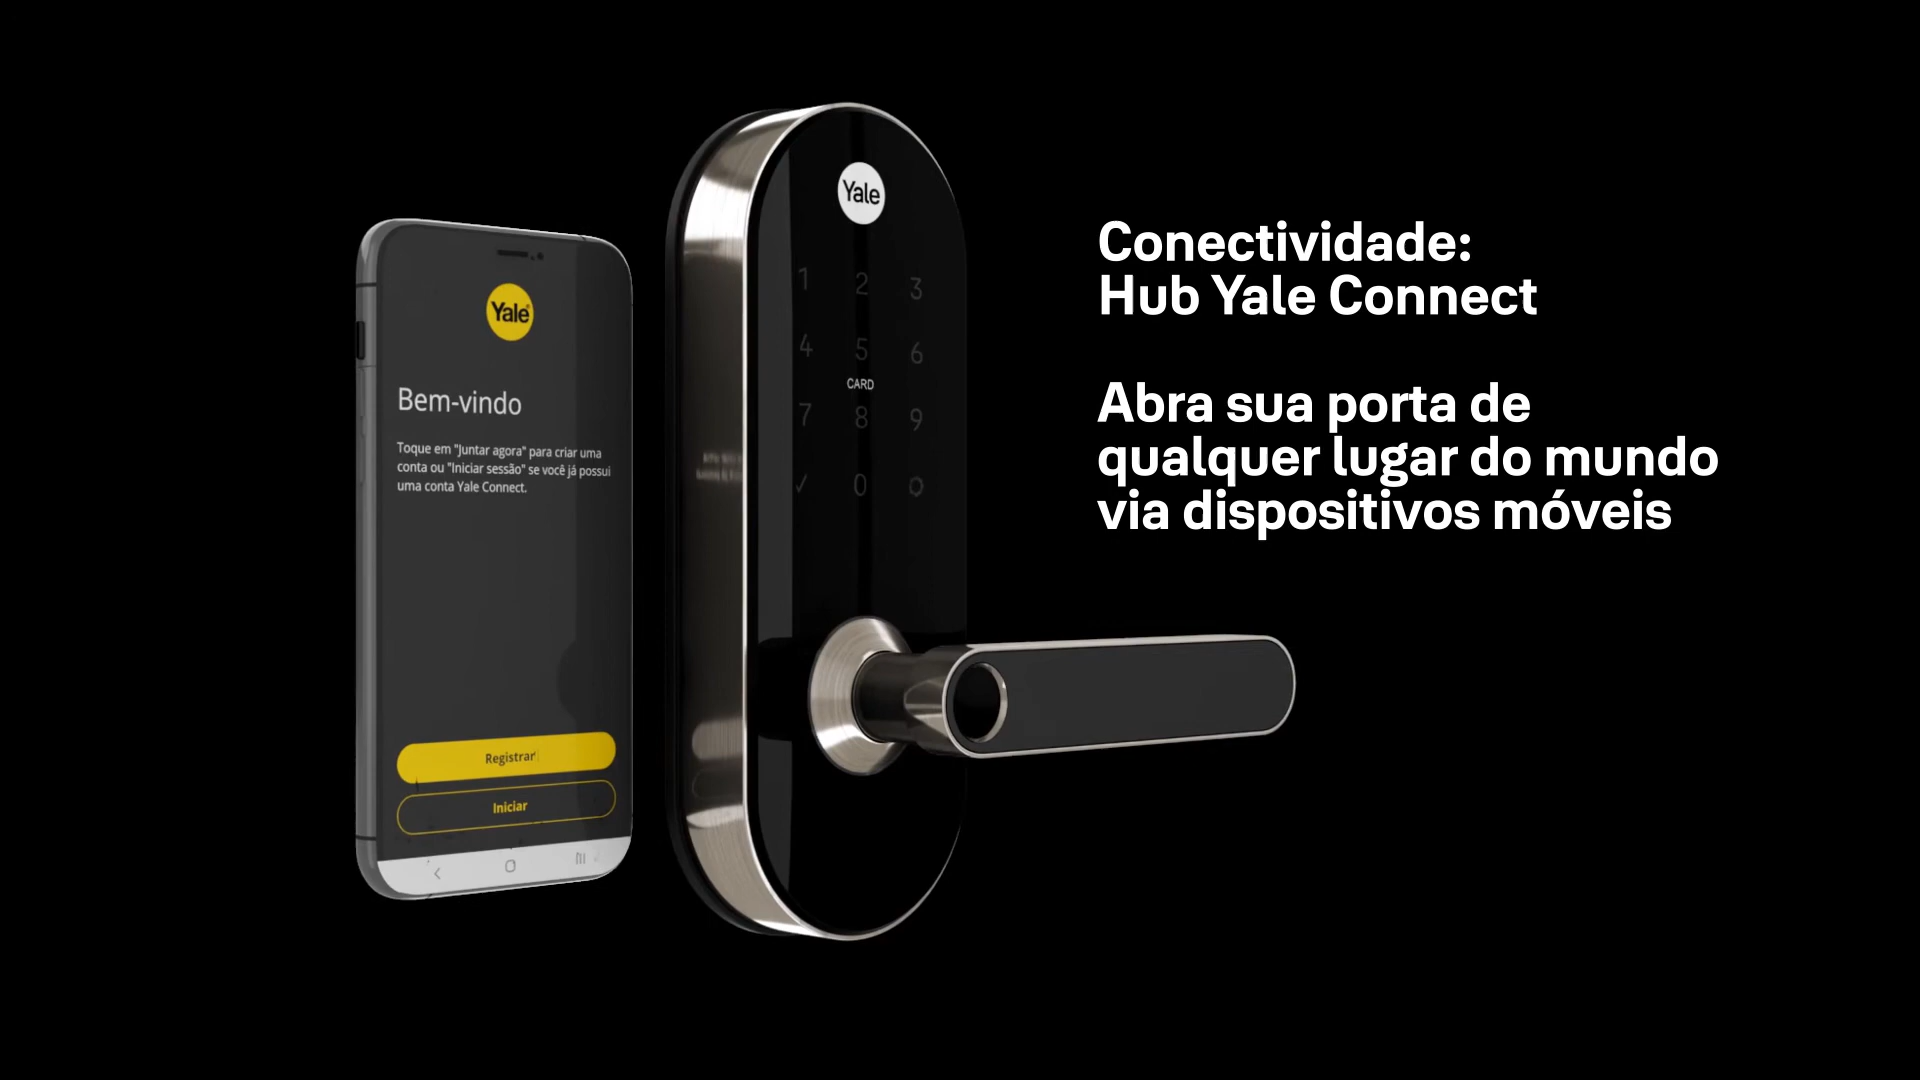 Yale
Bem-vindo
Toque em "Juntar agora" para criar uma
conta ou "Iniciar sessão" se você já possui
uma conta Yale Connect.
Registrar
Iniciar
Yale
1 2 3
4 5 6
CARD
7 8 9
✓ 0
Conectividade:
Hub Yale Connect
Abra sua porta de
qualquer lugar do mundo
via dispositivos móveis